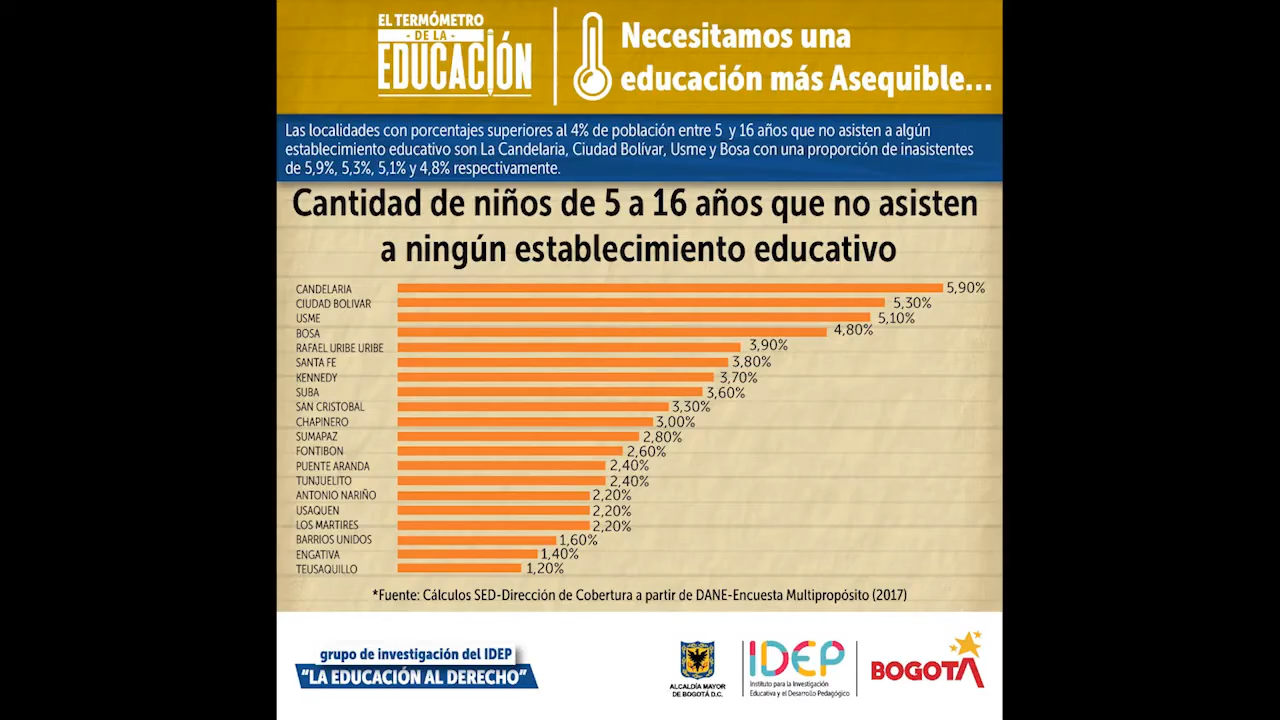 EL TERMÓMETRO
- DE LA -
EDUCACIÓN
Necesitamos una
educación más Asequible...
Las localidades con porcentajes superiores al 4% de población entre 5 y 16 años que no asisten a algún
establecimiento educativo son La Candelaria, Ciudad Bolívar, Usme y Bosa con una proporción de inasistentes
de 5,9%, 5,3%, 5,1% y 4,8% respectivamente.
Cantidad de niños de 5 a 16 años que no asisten
a ningún establecimiento educativo
CANDELARIA 5,90%
CIUDAD BOLIVAR 5,30%
USME 5,10%
BOSA 4,80%
RAFAEL URIBE URIBE 3,90%
SANTA FE 3,80%
KENNEDY 3,70%
SUBA 3,60%
SAN CRISTOBAL 3,30%
CHAPINERO 3,00%
SUMAPAZ 2,80%
FONTIBON 2,60%
PUENTE ARANDA 2,40%
TUNJUELITO 2,40%
ANTONIO NARIÑO 2,20%
USAQUEN 2,20%
LOS MARTIRES 2,20%
BARRIOS UNIDOS 1,60%
ENGATIVA 1,40%
TEUSAQUILLO 1,20%
*Fuente: Cálculos SED-Dirección de Cobertura a partir de DANE-Encuesta Multipropósito (2017)
grupo de investigación del IDEP
"LA EDUCACIÓN AL DERECHO"
ALCALDÍA MAYOR
DE BOGOTÁ D.C.
IDEP
Instituto para la Investigación
Educativa y el Desarrollo Pedagógico
BOGOTÁ